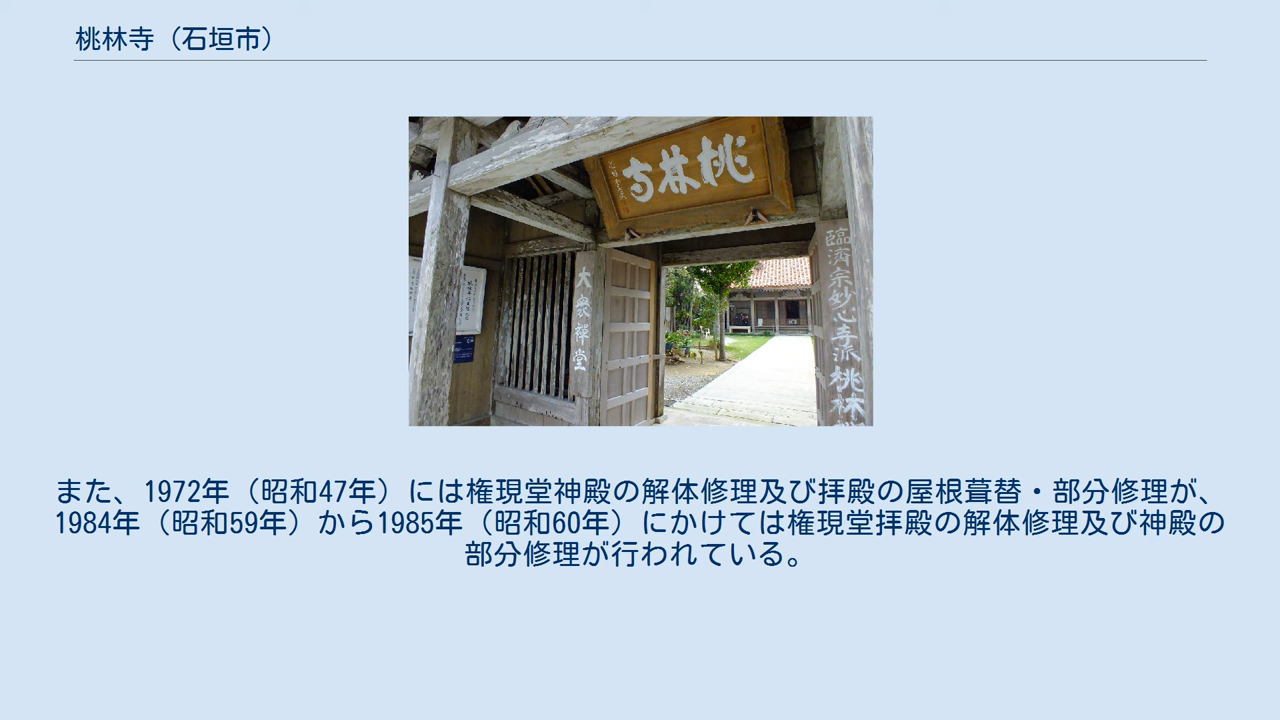 桃林寺（石垣市）
桃林寺
大衆禅堂
臨濟宗妙心寺派桃林
また、1972年（昭和47年）には権現堂神殿の解体修理及び拝殿の屋根葺替・部分修理が、
1984年（昭和59年）から1985年（昭和60年）にかけては権現堂拝殿の解体修理及び神殿の
部分修理が行われている。